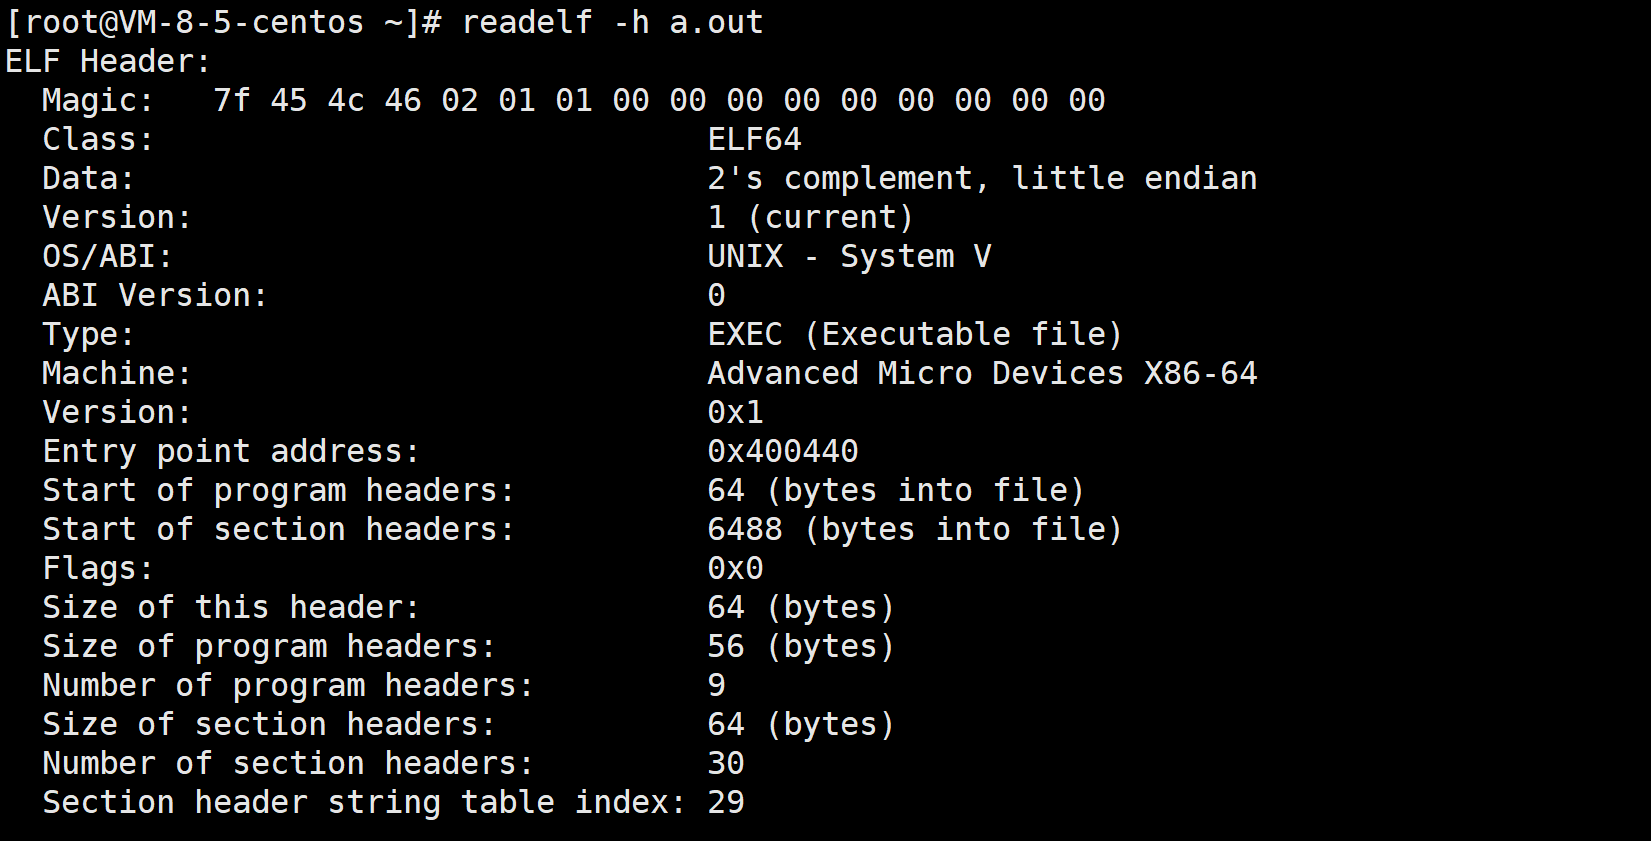 [root@VM-8-5-centos ~]# readelf -h a.out
ELF Header:
  Magic:   7f 45 4c 46 02 01 01 00 00 00 00 00 00 00 00 00
  Class:                             ELF64
  Data:                              2's complement, little endian
  Version:                           1 (current)
  OS/ABI:                            UNIX - System V
  ABI Version:                       0
  Type:                              EXEC (Executable file)
  Machine:                           Advanced Micro Devices X86-64
  Version:                           0x1
  Entry point address:               0x400440
  Start of program headers:          64 (bytes into file)
  Start of section headers:          6488 (bytes into file)
  Flags:                             0x0
  Size of this header:               64 (bytes)
  Size of program headers:           56 (bytes)
  Number of program headers:         9
  Size of section headers:           64 (bytes)
  Number of section headers:         30
  Section header string table index: 29